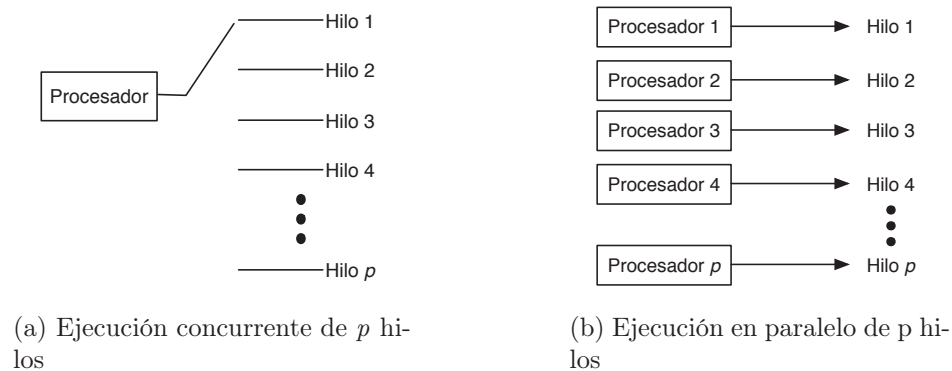 Hilo 1
Hilo 2
Procesador
Hilo 3
Hilo 4
Hilo p
(a) Ejecución concurrente de p hi-
los
Procesador 1
Hilo 1
Procesador 2
Hilo 2
Procesador 3
Hilo 3
Procesador 4
Hilo 4
Procesador p
Hilo p
(b) Ejecución en paralelo de p hi-
los